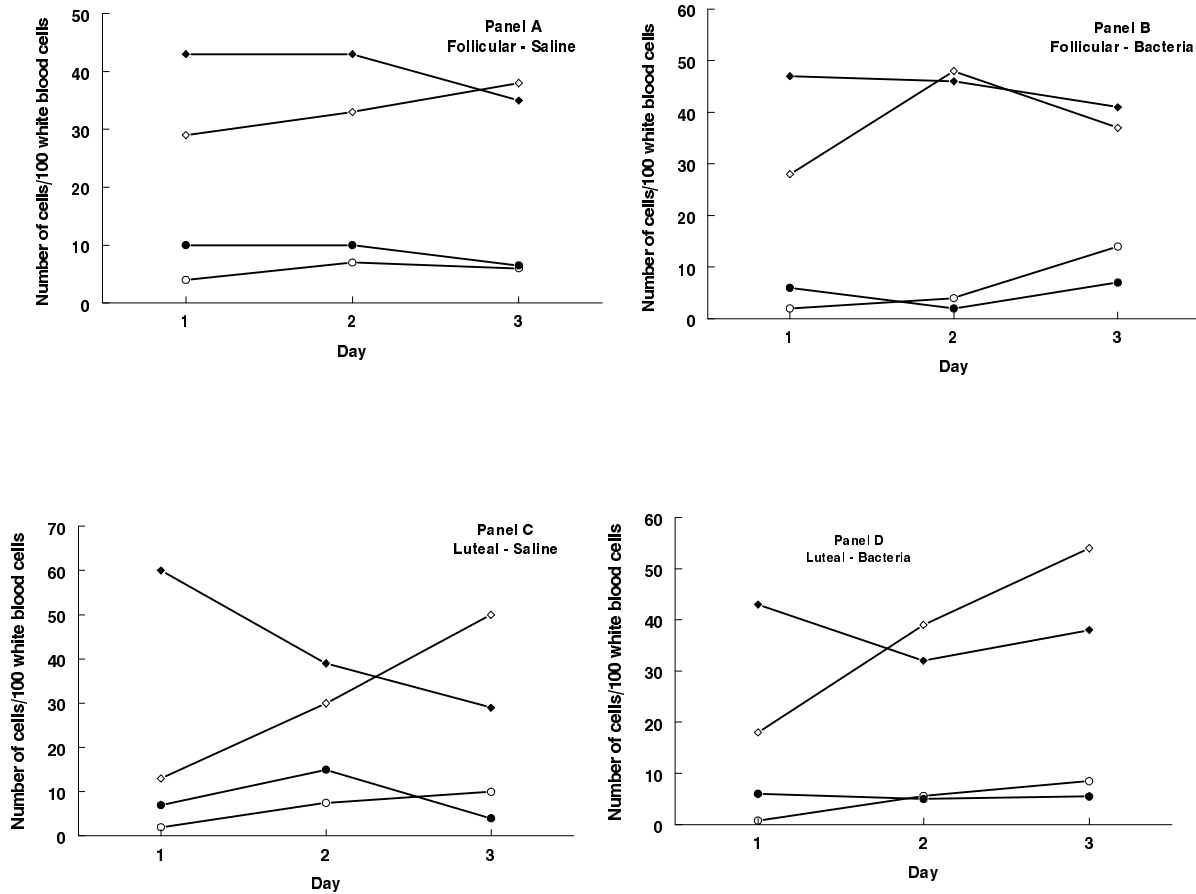 Panel A
Follicular - Saline
Number of cells/100 white blood cells
50
40
30
20
10
0
1 2 3
Day
Panel B
Follicular - Bacteria
Number of cells/100 white blood cells
60
50
40
30
20
10
0
1 2 3
Day
Panel C
Luteal - Saline
Number of cells/100 white blood cells
70
60
50
40
30
20
10
0
1 2 3
Day
Panel D
Luteal - Bacteria
Number of cells/100 white blood cells
60
50
40
30
20
10
0
1 2 3
Day